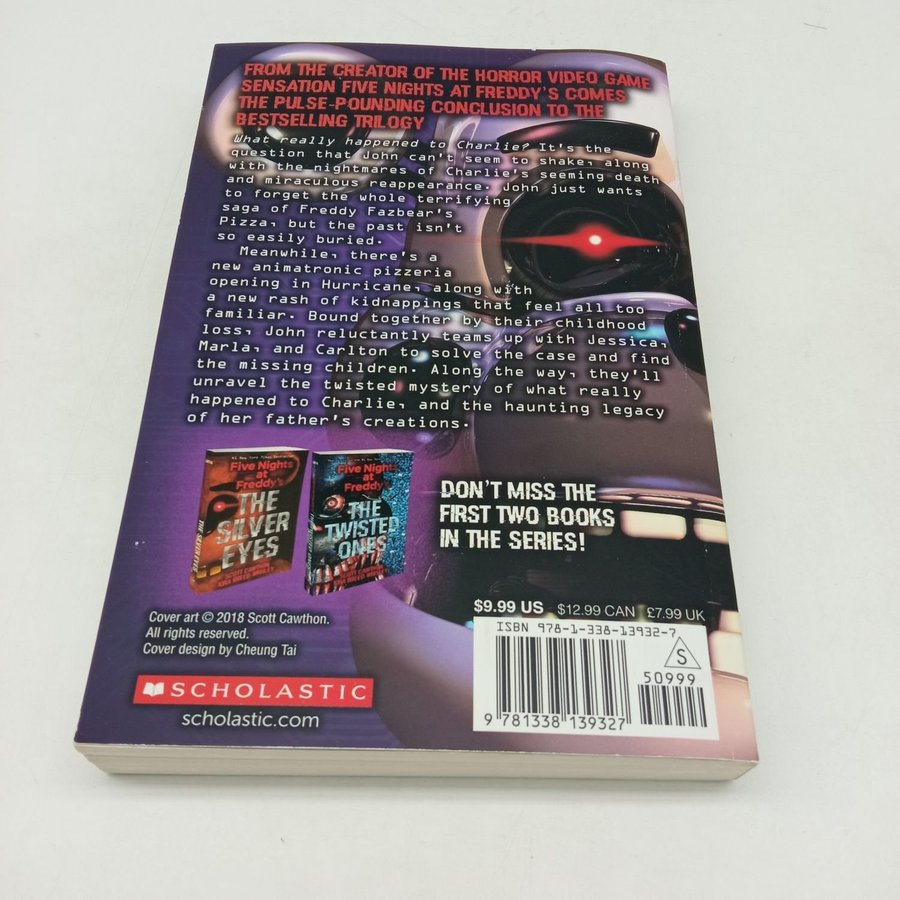 FROM THE CREATOR OF THE HORROR VIDEO GAME
SENSATION FIVE NIGHTS AT FREDDY'S COMES
THE PULSE-POUNDING CONCLUSION TO THE
BESTSELLING TRILOGY
What really happened to Charlie? It's the
question that John can't seem to shake, along
with the nightmares of Charlie's seeming death
and miraculous reappearance. John just wants
to forget the whole terrifying
saga of Freddy Fazbear's
Pizza, but the past isn't
so easily buried.
Meanwhile, there's a
new animatronic pizzeria
opening in Hurricane, along with
a new rash of kidnappings that feel all too
familiar. Bound together by their childhood
loss, John reluctantly teams up with Jessica,
Marla, and Carlton to solve the case and find
the missing children. Along the way, they'll
unravel the twisted mystery of what really
happened to Charlie, and the haunting legacy
of her father's creations.
Five Nights
at
Freddy's
THE
SILVER
EYES
THE SILVER EYES
Five Nights
at
Freddy's
THE
TWISTED
ONES
DON'T MISS THE
FIRST TWO BOOKS
IN THE SERIES!
Cover art © 2018 Scott Cawthon.
All rights reserved.
Cover design by Cheung Tai
SCHOLASTIC
scholastic.com
$9.99 US $12.99 CAN £7.99 UK
ISBN 978-1-338-13932-7
S
50999
9 781338 139327